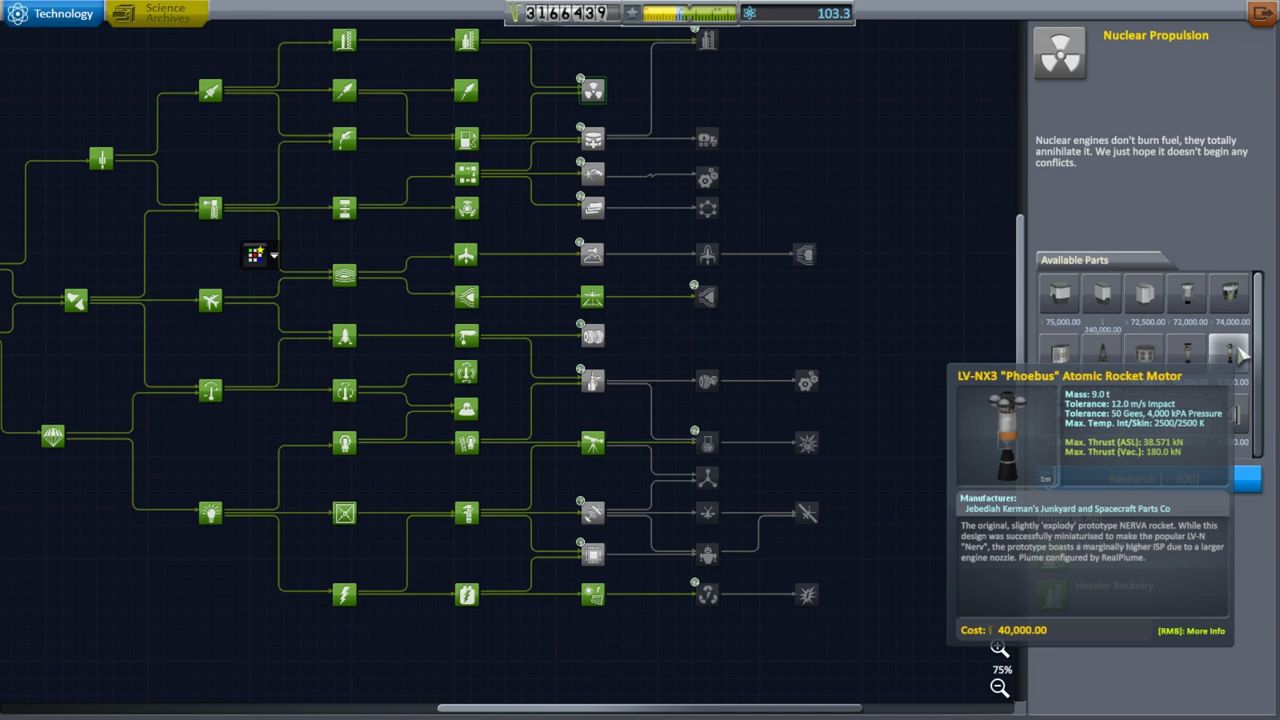 Technology
Science
Archives
3166439
103.3
Nuclear Propulsion
Nuclear engines don't burn fuel, they totally
annihilate it. We just hope it doesn't begin any
conflicts.
Available Parts
75,000.00
240,000.00
72,500.00
72,000.00
74,000.00
LV-NX3 "Phoebus" Atomic Rocket Motor
Mass: 9.0 t
Tolerance: 12.0 m/s Impact
Tolerance: 50 Gees, 4,000 kPa Pressure
Max. Temp. Int/Skin: 2500/2500 K
Max. Thrust (ASL): 38.571 kN
Max. Thrust (Vac.): 180.0 kN
1m
Manufacturer:
Jebediah Kerman's Junkyard and Spacecraft Parts Co
The original, slightly 'explody' prototype NERVA rocket. While this
design was successfully miniaturised to make the popular LV-N
"Nerv", the prototype boasts a marginally higher ISP due to a larger
engine nozzle. Plume configured by RealPlume.
Heavier Rocketry
Cost: 40,000.00
[RMB]: More Info
75%